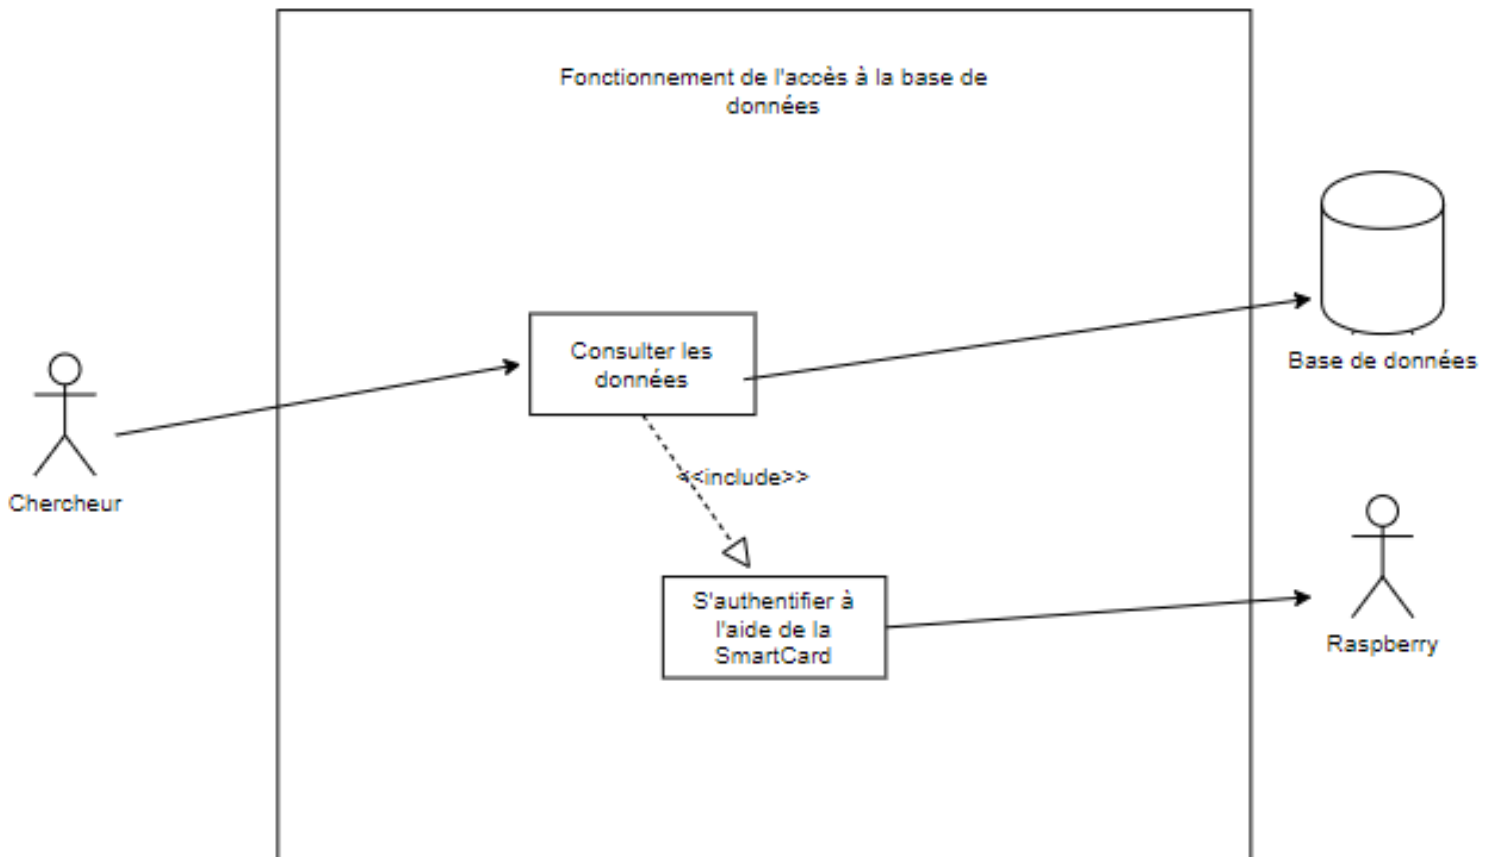 Fonctionnement de l'accès à la base de
données
Consulter les
données
Base de données
<<include>>
Chercheur
S'authentifier à
l'aide de la
SmartCard
Raspberry